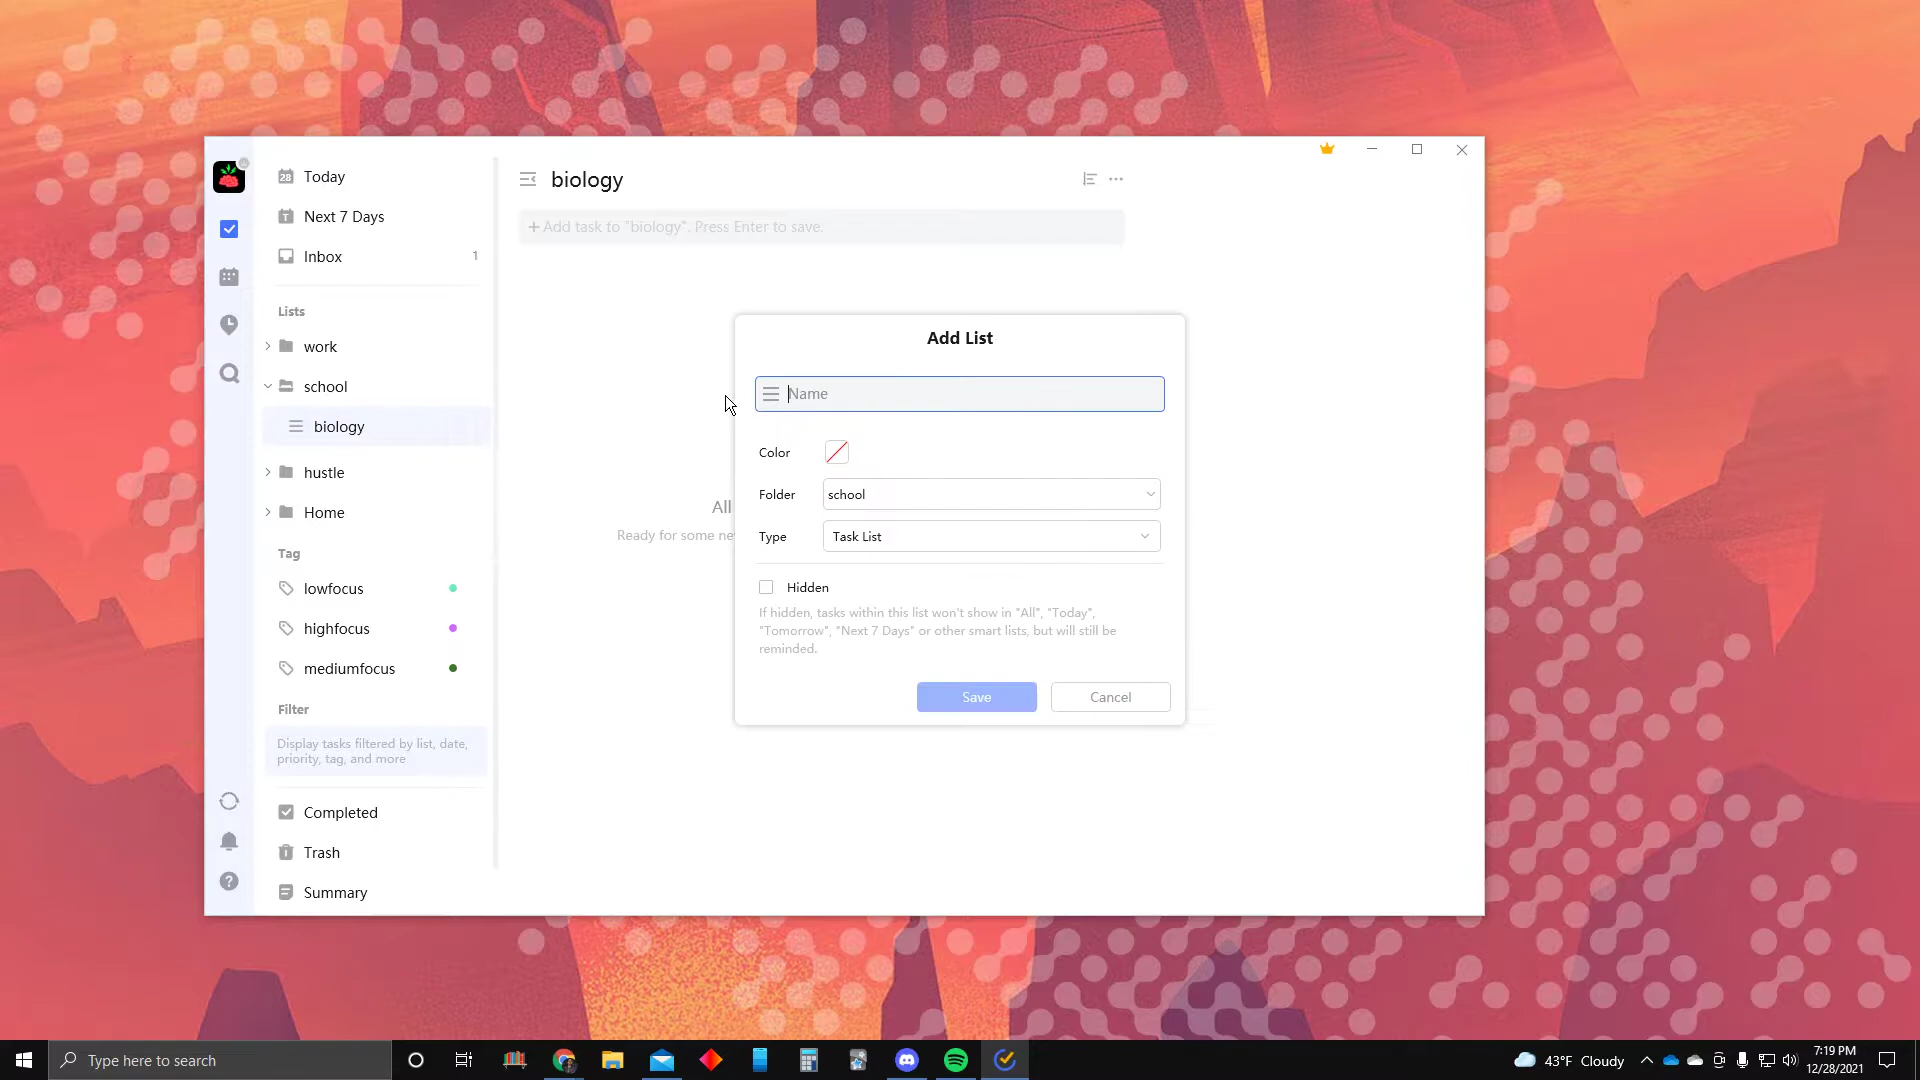 28
Today
Next 7 Days
Inbox
1
Lists
work
school
biology
hustle
Home
Tag
lowfocus
highfocus
mediumfocus
Filter
Display tasks filtered by list, date,
priority, tag, and more
Completed
Trash
Summary
biology
+ Add task to "biology". Press Enter to save.
All
Ready for some ne
Add List
Name
Color
Folder
school
Type
Task List
Hidden
If hidden, tasks within this list won't show in "All", "Today",
"Tomorrow", "Next 7 Days" or other smart lists, but will still be
reminded.
Save
Cancel
Type here to search
43°F Cloudy
7:19 PM
12/28/2021